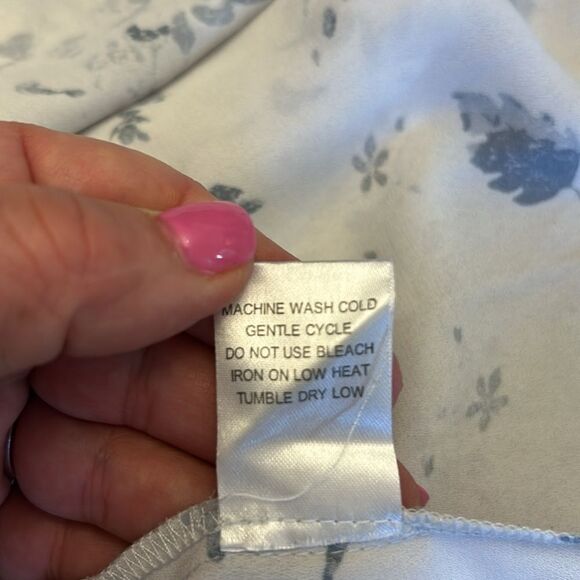 MACHINE WASH COLD
GENTLE CYCLE
DO NOT USE BLEACH
IRON ON LOW HEAT
TUMBLE DRY LOW